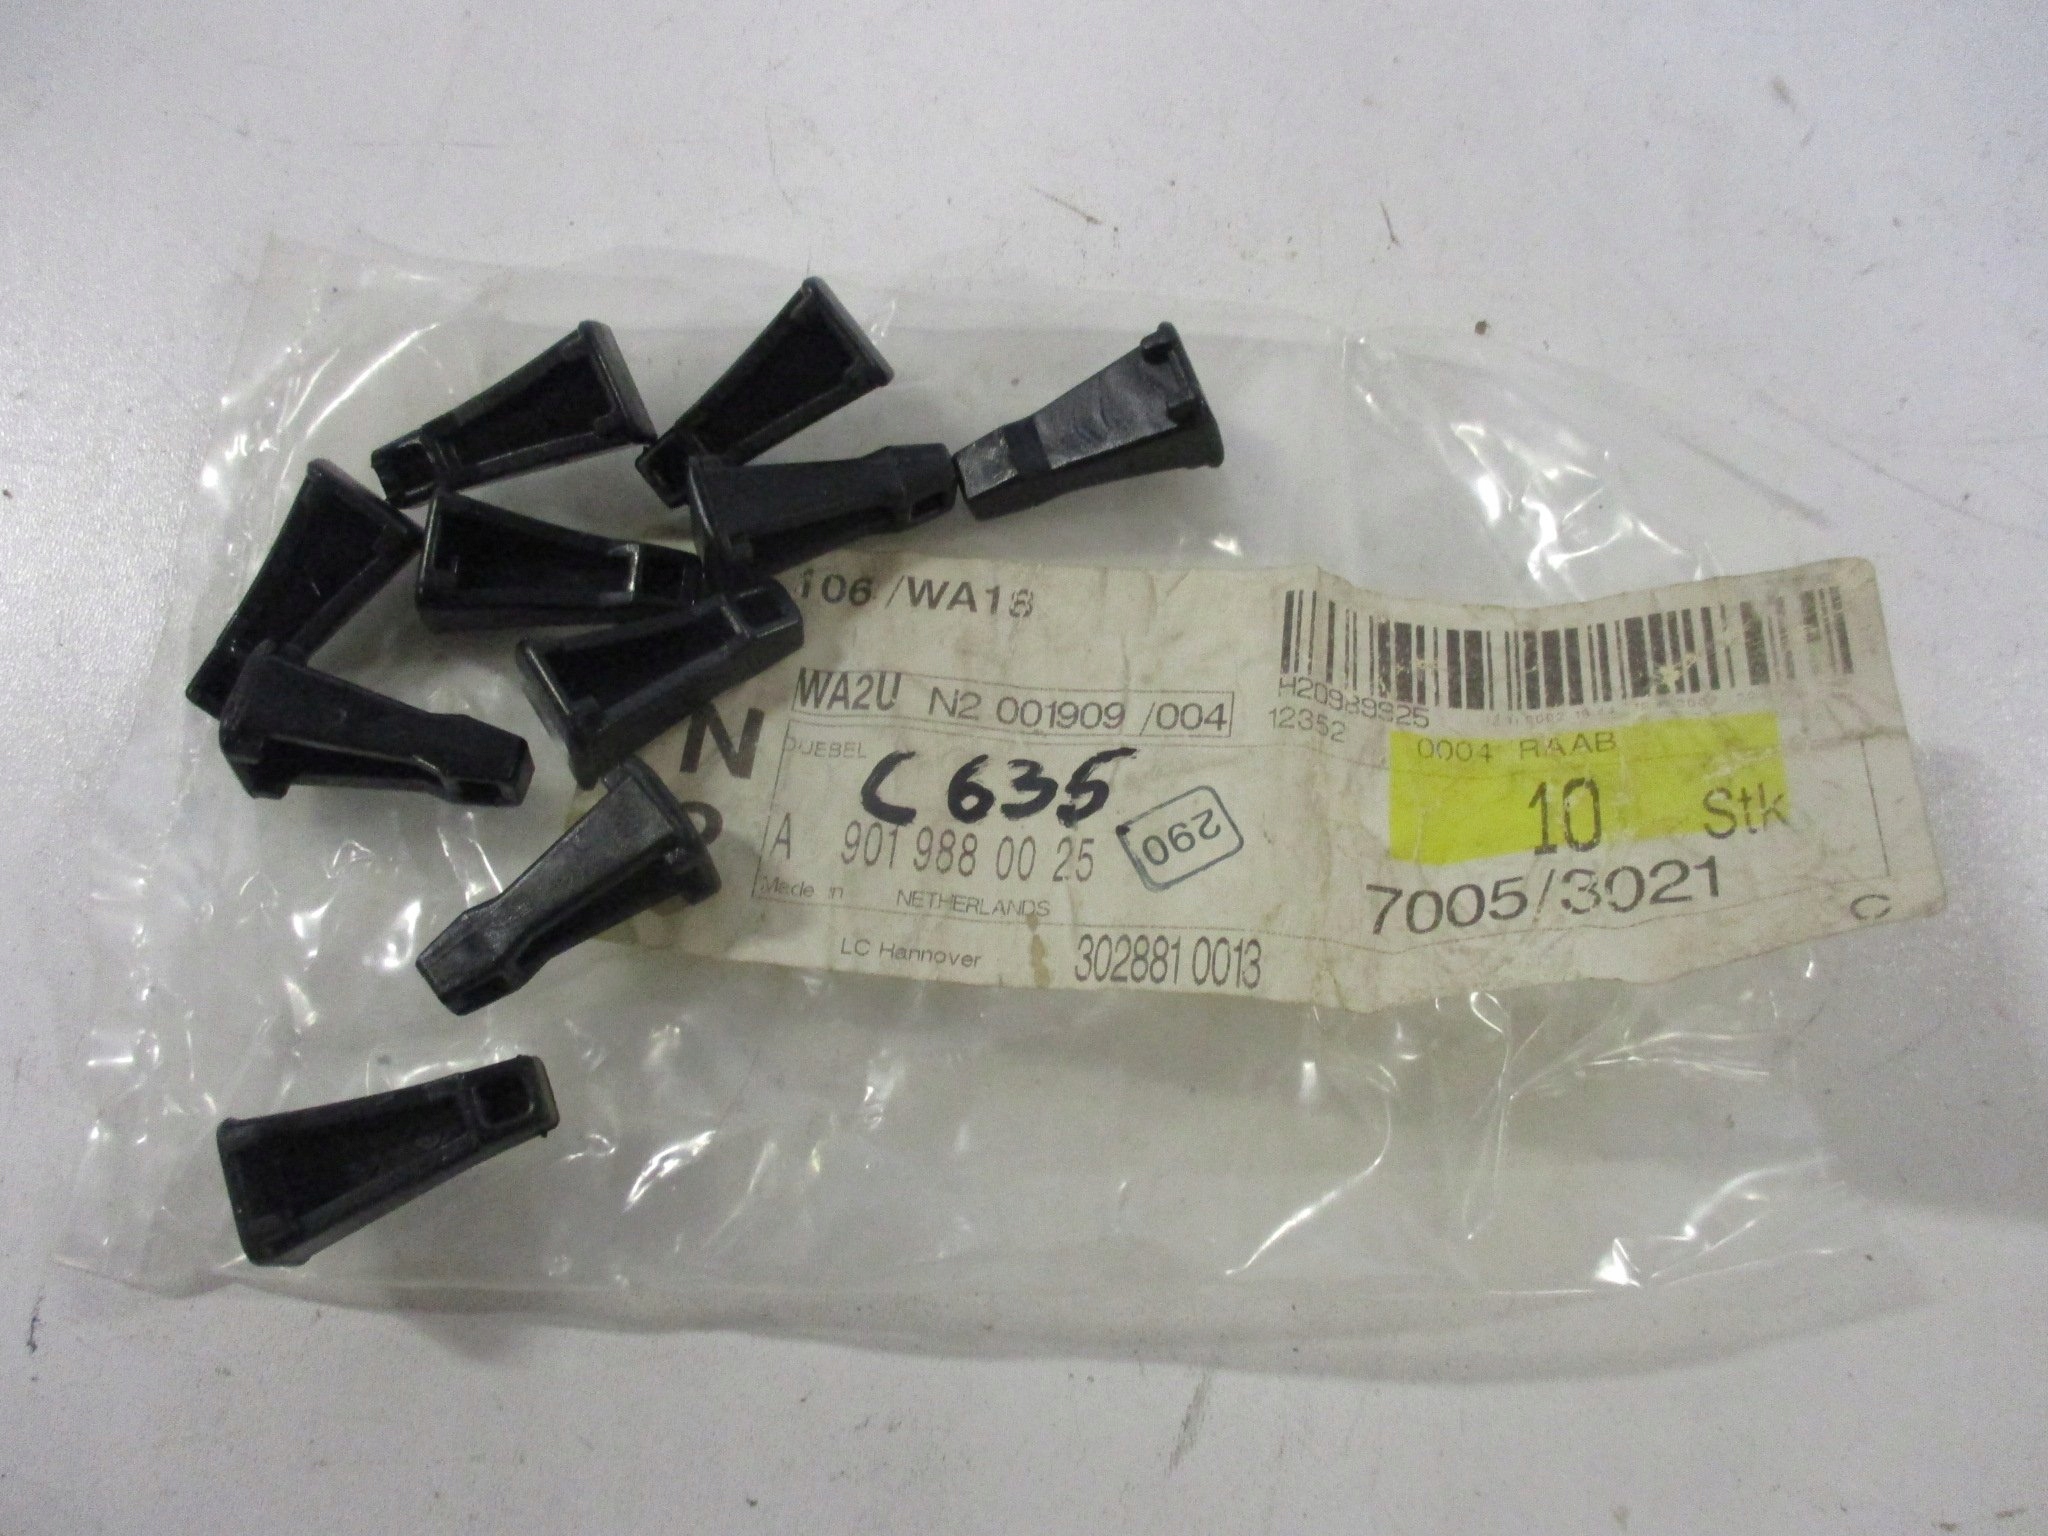 106 /WA18
H20989925
12352
WA2U N2 001909 /004
N
DUEBEL
C 635
0004 RAAB
10 Stk
A 901 988 00 25
290
7005/3021
Made in NETHERLANDS
C
LC Hannover 302881 0013